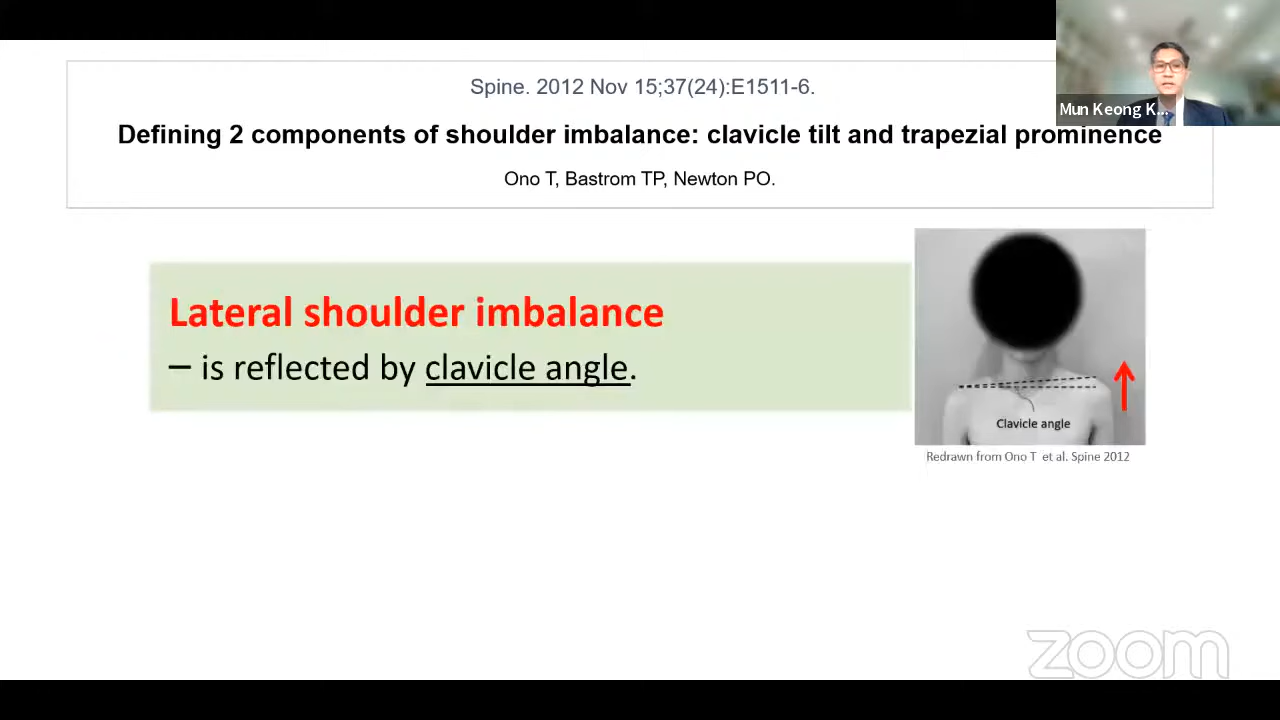 Spine. 2012 Nov 15;37(24):E1511-6.
Defining 2 components of shoulder imbalance: clavicle tilt and trapezial prominence
Ono T, Bastrom TP, Newton PO.
Mun Keong K...
Lateral shoulder imbalance
– is reflected by clavicle angle.
Clavicle angle
Redrawn from Ono T et al. Spine 2012
zoom